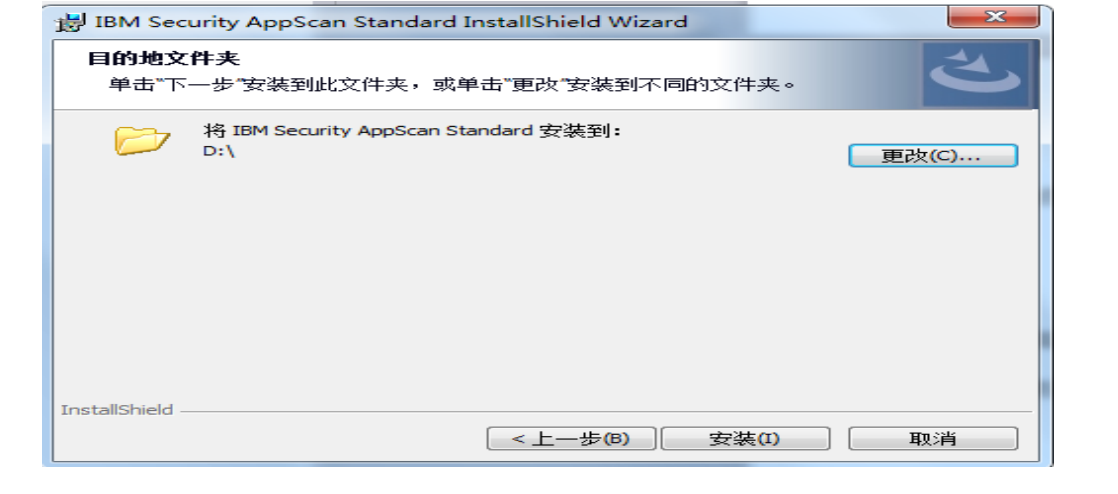 IBM Security AppScan Standard InstallShield Wizard
目的地文件夹
单击"下一步"安装到此文件夹，或单击"更改"安装到不同的文件夹。
将 IBM Security AppScan Standard 安装到：
D:\
更改(C)...
InstallShield
< 上一步(B)
安装(I)
取消